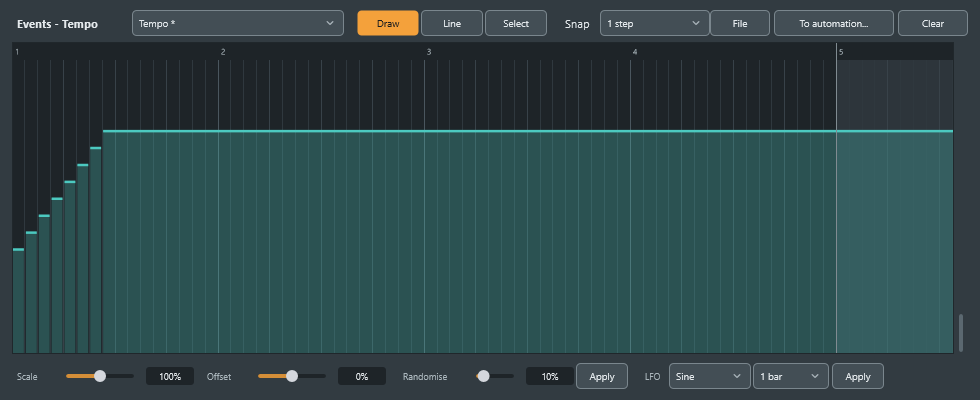 Events - Tempo
Tempo *
Draw
Line
Select
Snap
1 step
File
To automation...
Clear
1
2
3
4
5
Scale
100%
Offset
0%
Randomise
10%
Apply
LFO
Sine
1 bar
Apply